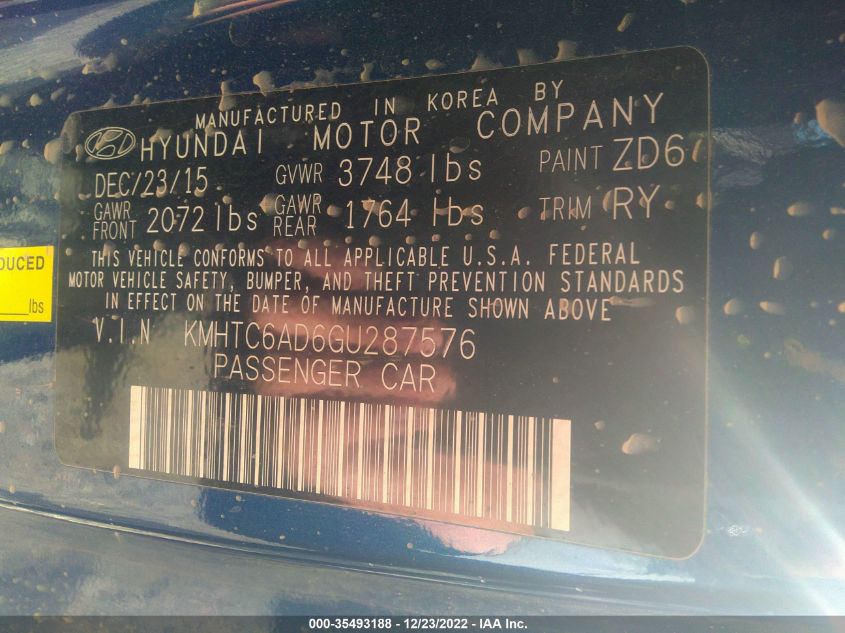 MANUFACTURED IN KOREA BY
HYUNDAI MOTOR COMPANY
DEC/23/15 GVWR 3748 lbs PAINT ZD6
GAWR FRONT 2072 lbs GAWR REAR 1764 lbs TRIM RY
THIS VEHICLE CONFORMS TO ALL APPLICABLE U.S.A. FEDERAL
MOTOR VEHICLE SAFETY, BUMPER, AND THEFT PREVENTION STANDARDS
IN EFFECT ON THE DATE OF MANUFACTURE SHOWN ABOVE
V.I.N KMHTC6AD6GU287576
PASSENGER CAR
DUCED
lbs
000-35493188 - 12/23/2022 - IAA Inc.